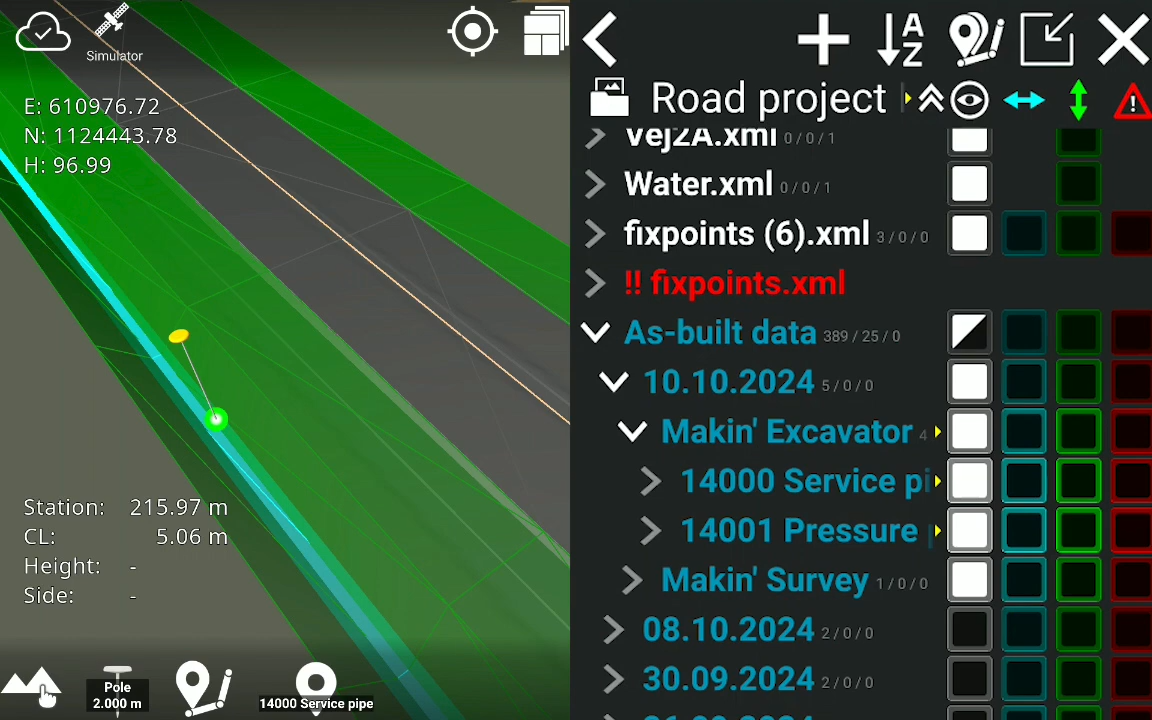 Simulator
E: 610976.72
N: 1124443.78
H: 96.99
Station: 215.97 m
CL: 5.06 m
Height: -
Side: -
Pole
2.000 m
14000 Service pipe
A
Z
Road project
Vej2A.xml 0/0/1
Water.xml 0/0/1
fixpoints (6).xml 3/0/0
!! fixpoints.xml
As-built data 389/25/0
10.10.2024 5/0/0
Makin' Excavator 4
14000 Service pi
14001 Pressure
Makin' Survey 1/0/0
08.10.2024 2/0/0
30.09.2024 2/0/0